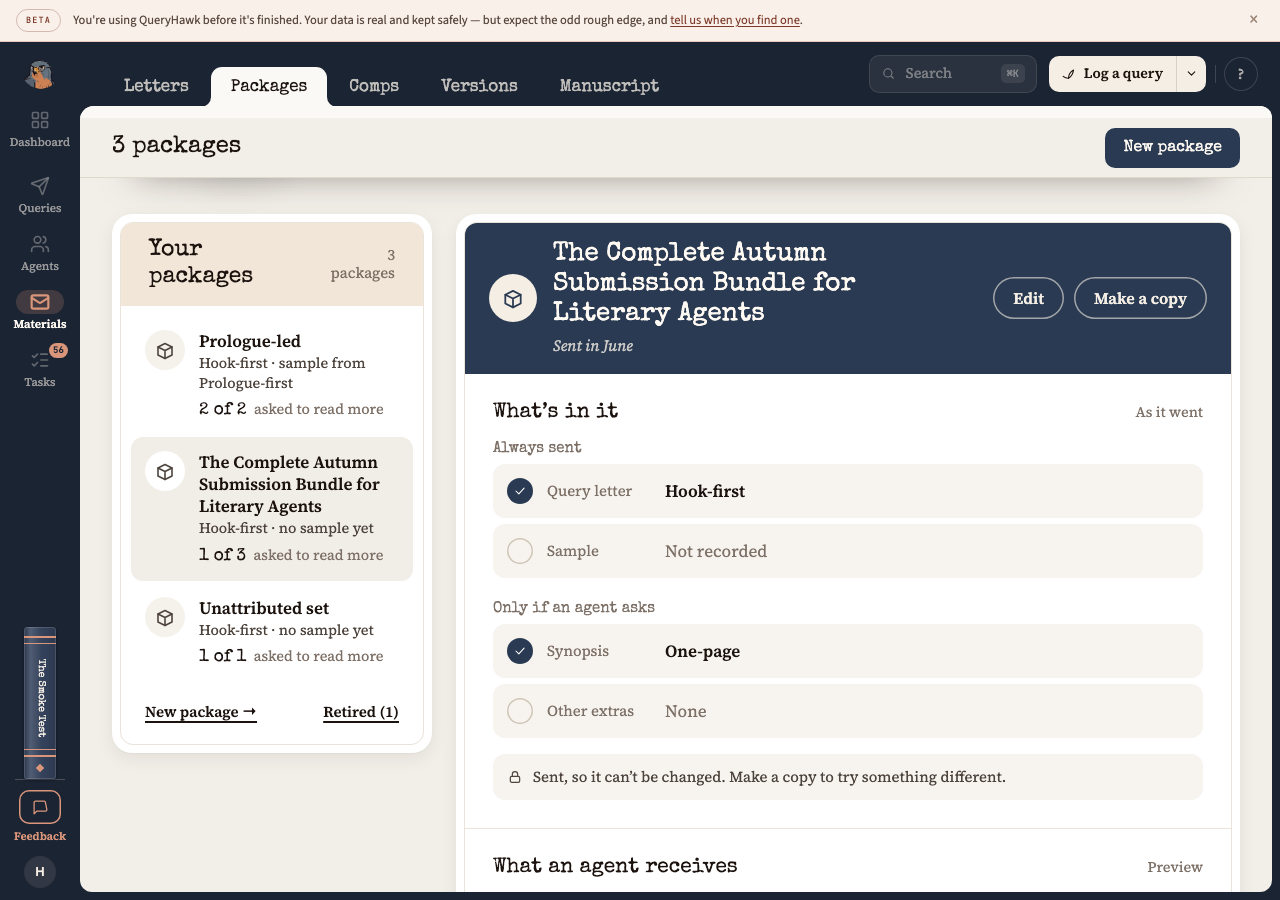 BETA
You're using QueryHawk before it's finished. Your data is real and kept safely — but expect the odd rough edge, and tell us when you find one.
×
Letters
Packages
Comps
Versions
Manuscript
Search
⌘K
Log a query
?
Dashboard
Queries
Agents
Materials
56
Tasks
The Smoke Test
Feedback
H
3 packages
New package
Your
packages
3
packages
Prologue-led
Hook-first · sample from
Prologue-first
2 of 2 asked to read more
The Complete Autumn
Submission Bundle for
Literary Agents
Hook-first · no sample yet
1 of 3 asked to read more
Unattributed set
Hook-first · no sample yet
1 of 1 asked to read more
New package →
Retired (1)
The Complete Autumn
Submission Bundle for
Literary Agents
Sent in June
Edit
Make a copy
What's in it
As it went
Always sent
Query letter Hook-first
Sample Not recorded
Only if an agent asks
Synopsis One-page
Other extras None
Sent, so it can't be changed. Make a copy to try something different.
What an agent receives
Preview